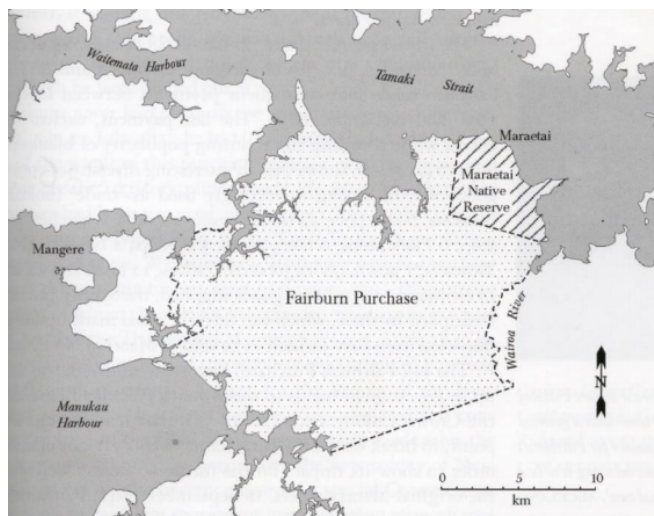 Waitemata Harbour
Tamaki Strait
Maraetai
Maraetai
Native
Reserve
Mangere
Fairburn Purchase
Wairoa River
Manukau
Harbour
N
0 5 10
km